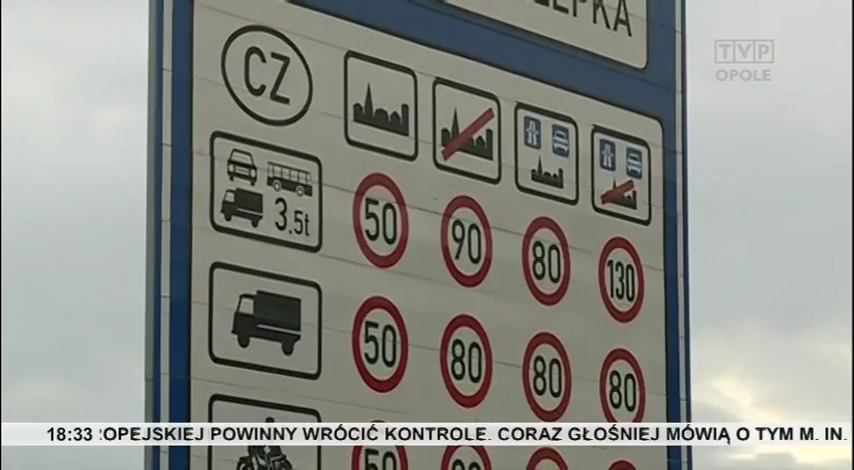 TVP
OPOLE
CZ
3.5t
50 90 80 130
50 80 80 80
18:33 OPEJSKIEJ POWINNY WRÓCIĆ KONTROLE. CORAZ GŁOŚNIEJ MÓWIĄ O TYM M. IN.